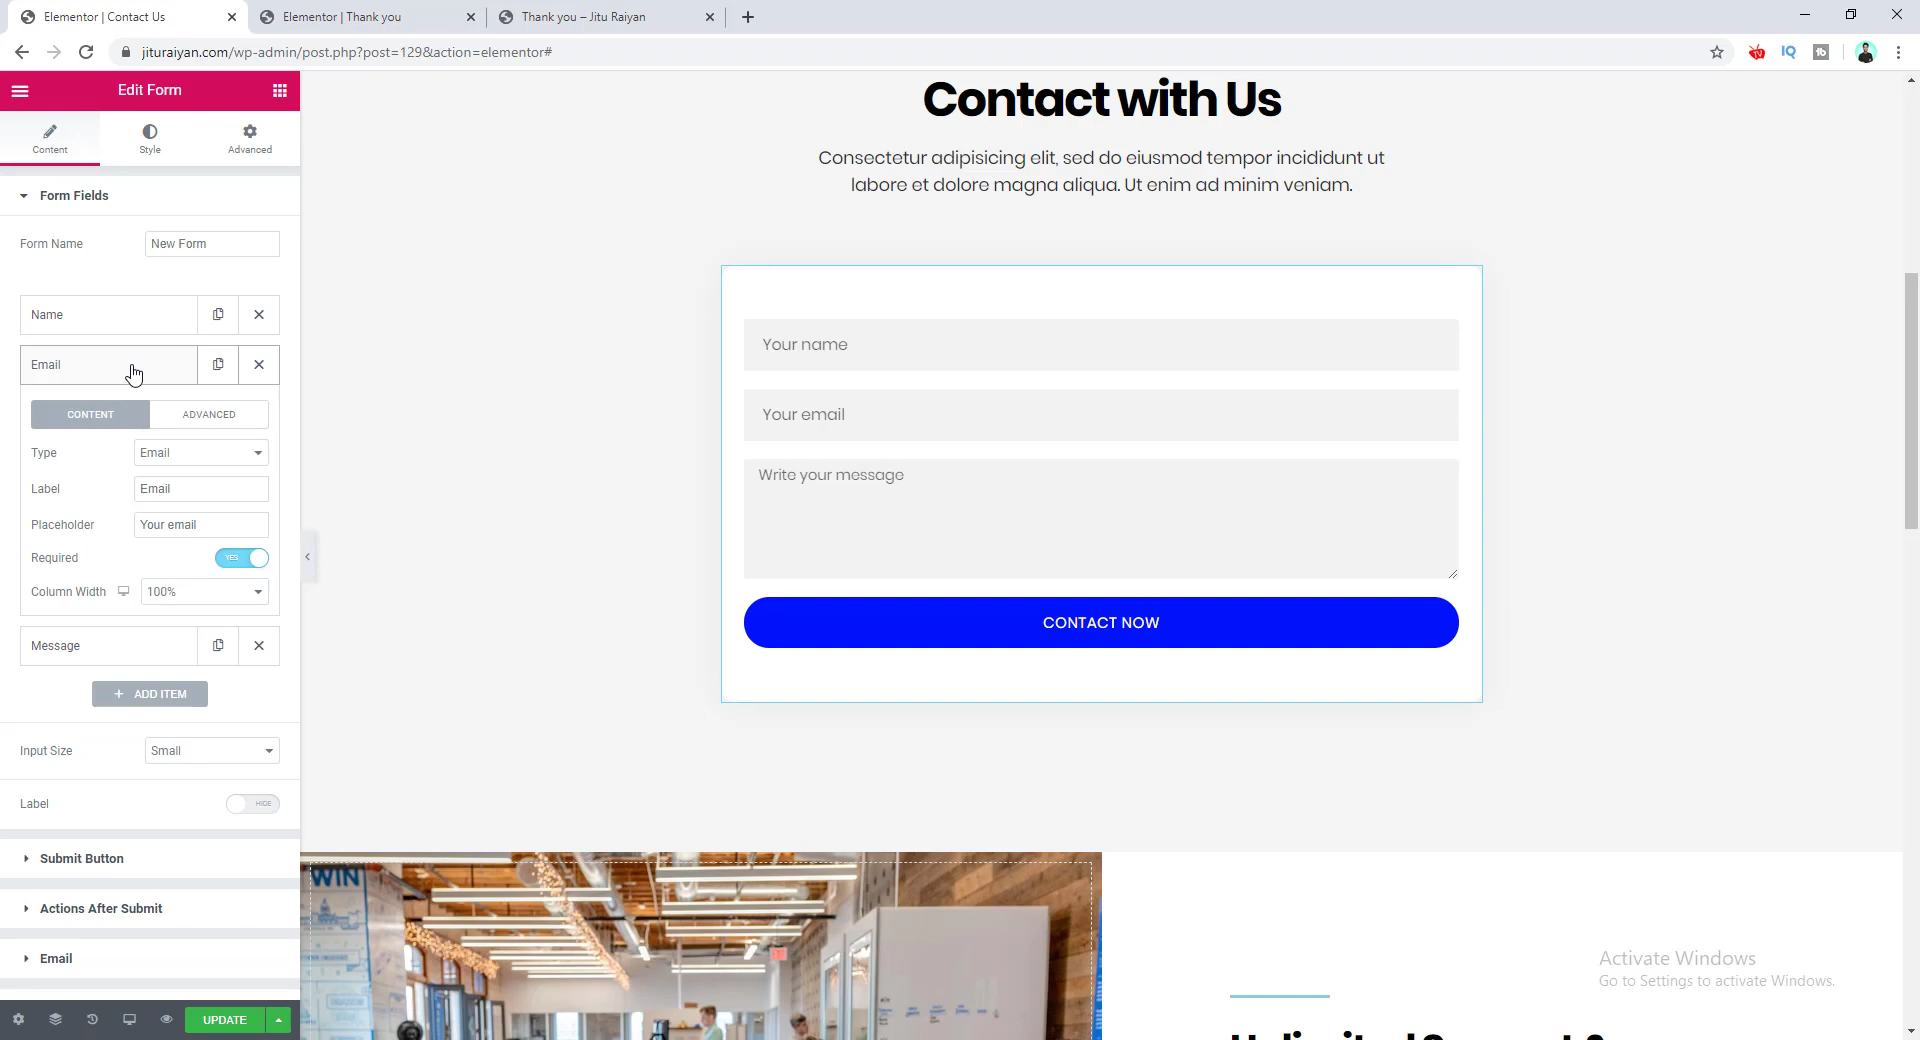 Elementor | Contact Us
Elementor | Thank you
Thank you – Jitu Raiyan
jituraiyan.com/wp-admin/post.php?post=129&action=elementor#
IQ
tb
Edit Form
Content
Style
Advanced
Form Fields
Form Name
New Form
Name
Email
CONTENT
ADVANCED
Type
Email
Label
Email
Placeholder
Your email
Required
YES
Column Width
100%
Message
ADD ITEM
Input Size
Small
Label
HIDE
Submit Button
Actions After Submit
Email
UPDATE
Contact with Us
Consectetur adipisicing elit, sed do eiusmod tempor incididunt ut
labore et dolore magna aliqua. Ut enim ad minim veniam.
Your name
Your email
Write your message
CONTACT NOW
WIN
Activate Windows
Go to Settings to activate Windows.